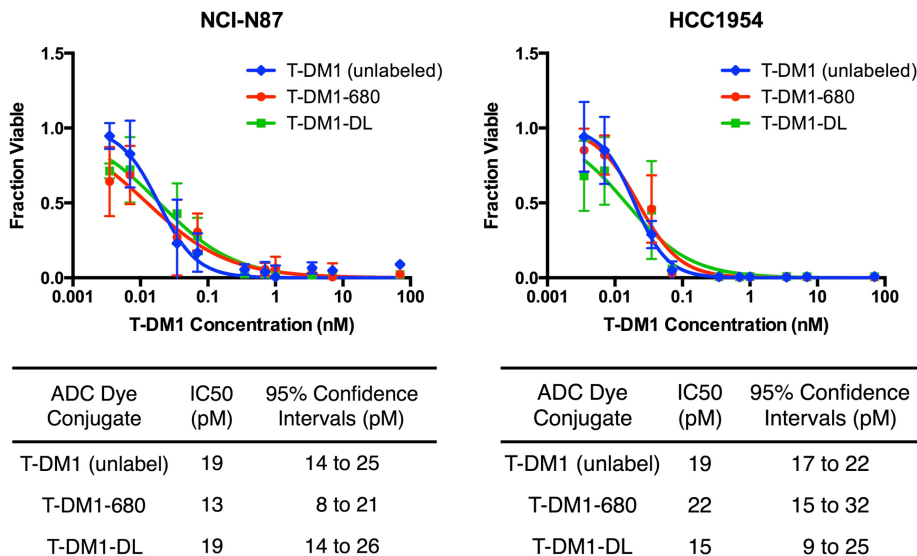 NCI-N87
1.5
1.0
0.5
0.0
Fraction Viable
T-DM1 (unlabeled)
T-DM1-680
T-DM1-DL
0.001 0.01 0.1 1 10 100
T-DM1 Concentration (nM)
HCC1954
1.5
1.0
0.5
0.0
Fraction Viable
T-DM1 (unlabeled)
T-DM1-680
T-DM1-DL
0.001 0.01 0.1 1 10 100
T-DM1 Concentration (nM)
ADC Dye IC50 95% Confidence
Conjugate (pM) Intervals (pM)
T-DM1 (unlabel) 19 14 to 25
T-DM1-680 13 8 to 21
T-DM1-DL 19 14 to 26
ADC Dye IC50 95% Confidence
Conjugate (pM) Intervals (pM)
T-DM1 (unlabel) 19 17 to 22
T-DM1-680 22 15 to 32
T-DM1-DL 15 9 to 25